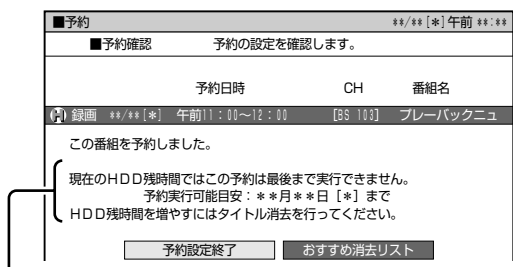 ■予約 **/**[*]午前 **:**
■予約確認 予約の設定を確認します。
予約日時 CH 番組名
(H) 録画 **/**[*] 午前11:00~12:00 [BS 103] プレーバックニュ
この番組を予約しました。
現在のHDD残時間ではこの予約は最後まで実行できません。
予約実行可能目安:**月**日[*]まで
HDD残時間を増やすにはタイトル消去を行ってください。
予約設定終了 おすすめ消去リスト